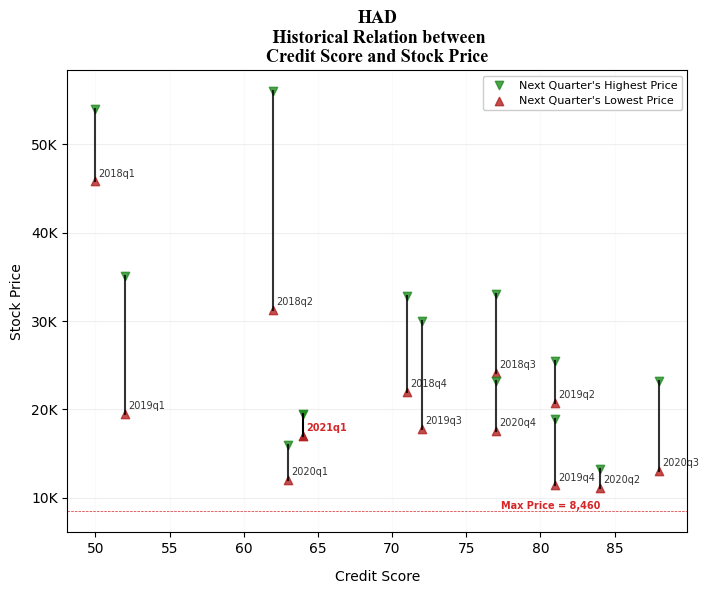 HAD
Historical Relation between
Credit Score and Stock Price
Next Quarter's Highest Price
Next Quarter's Lowest Price
50K
40K
30K
20K
10K
Stock Price
2018q1
2018q2
2018q3
2018q4
2019q1
2019q2
2019q3
2021q1
2020q4
2020q1
2019q4
2020q2
2020q3
Max Price = 8,460
50 55 60 65 70 75 80 85
Credit Score